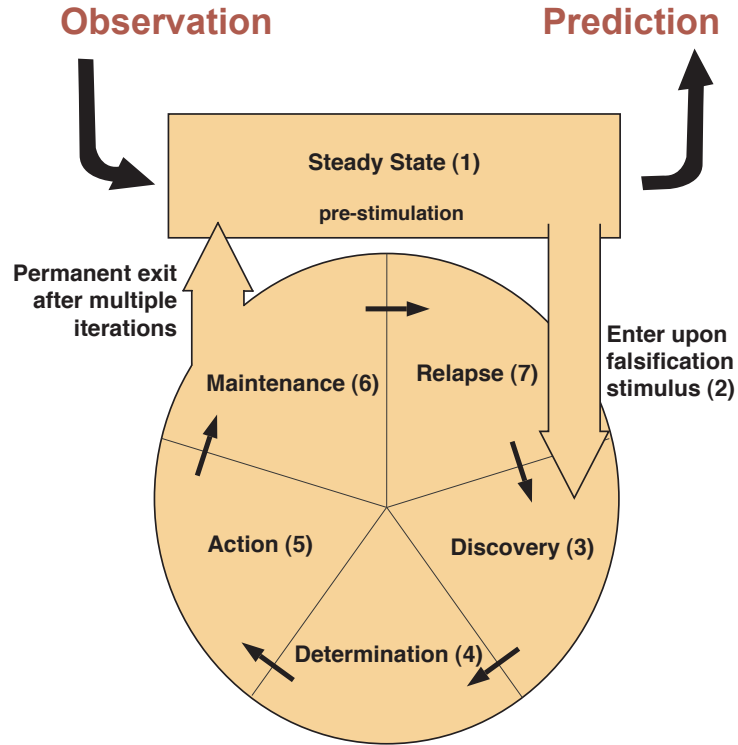 Observation
Prediction
Steady State (1)
pre-stimulation
Permanent exit
after multiple
iterations
Enter upon
falsification
stimulus (2)
Maintenance (6)
Relapse (7)
Action (5)
Discovery (3)
Determination (4)